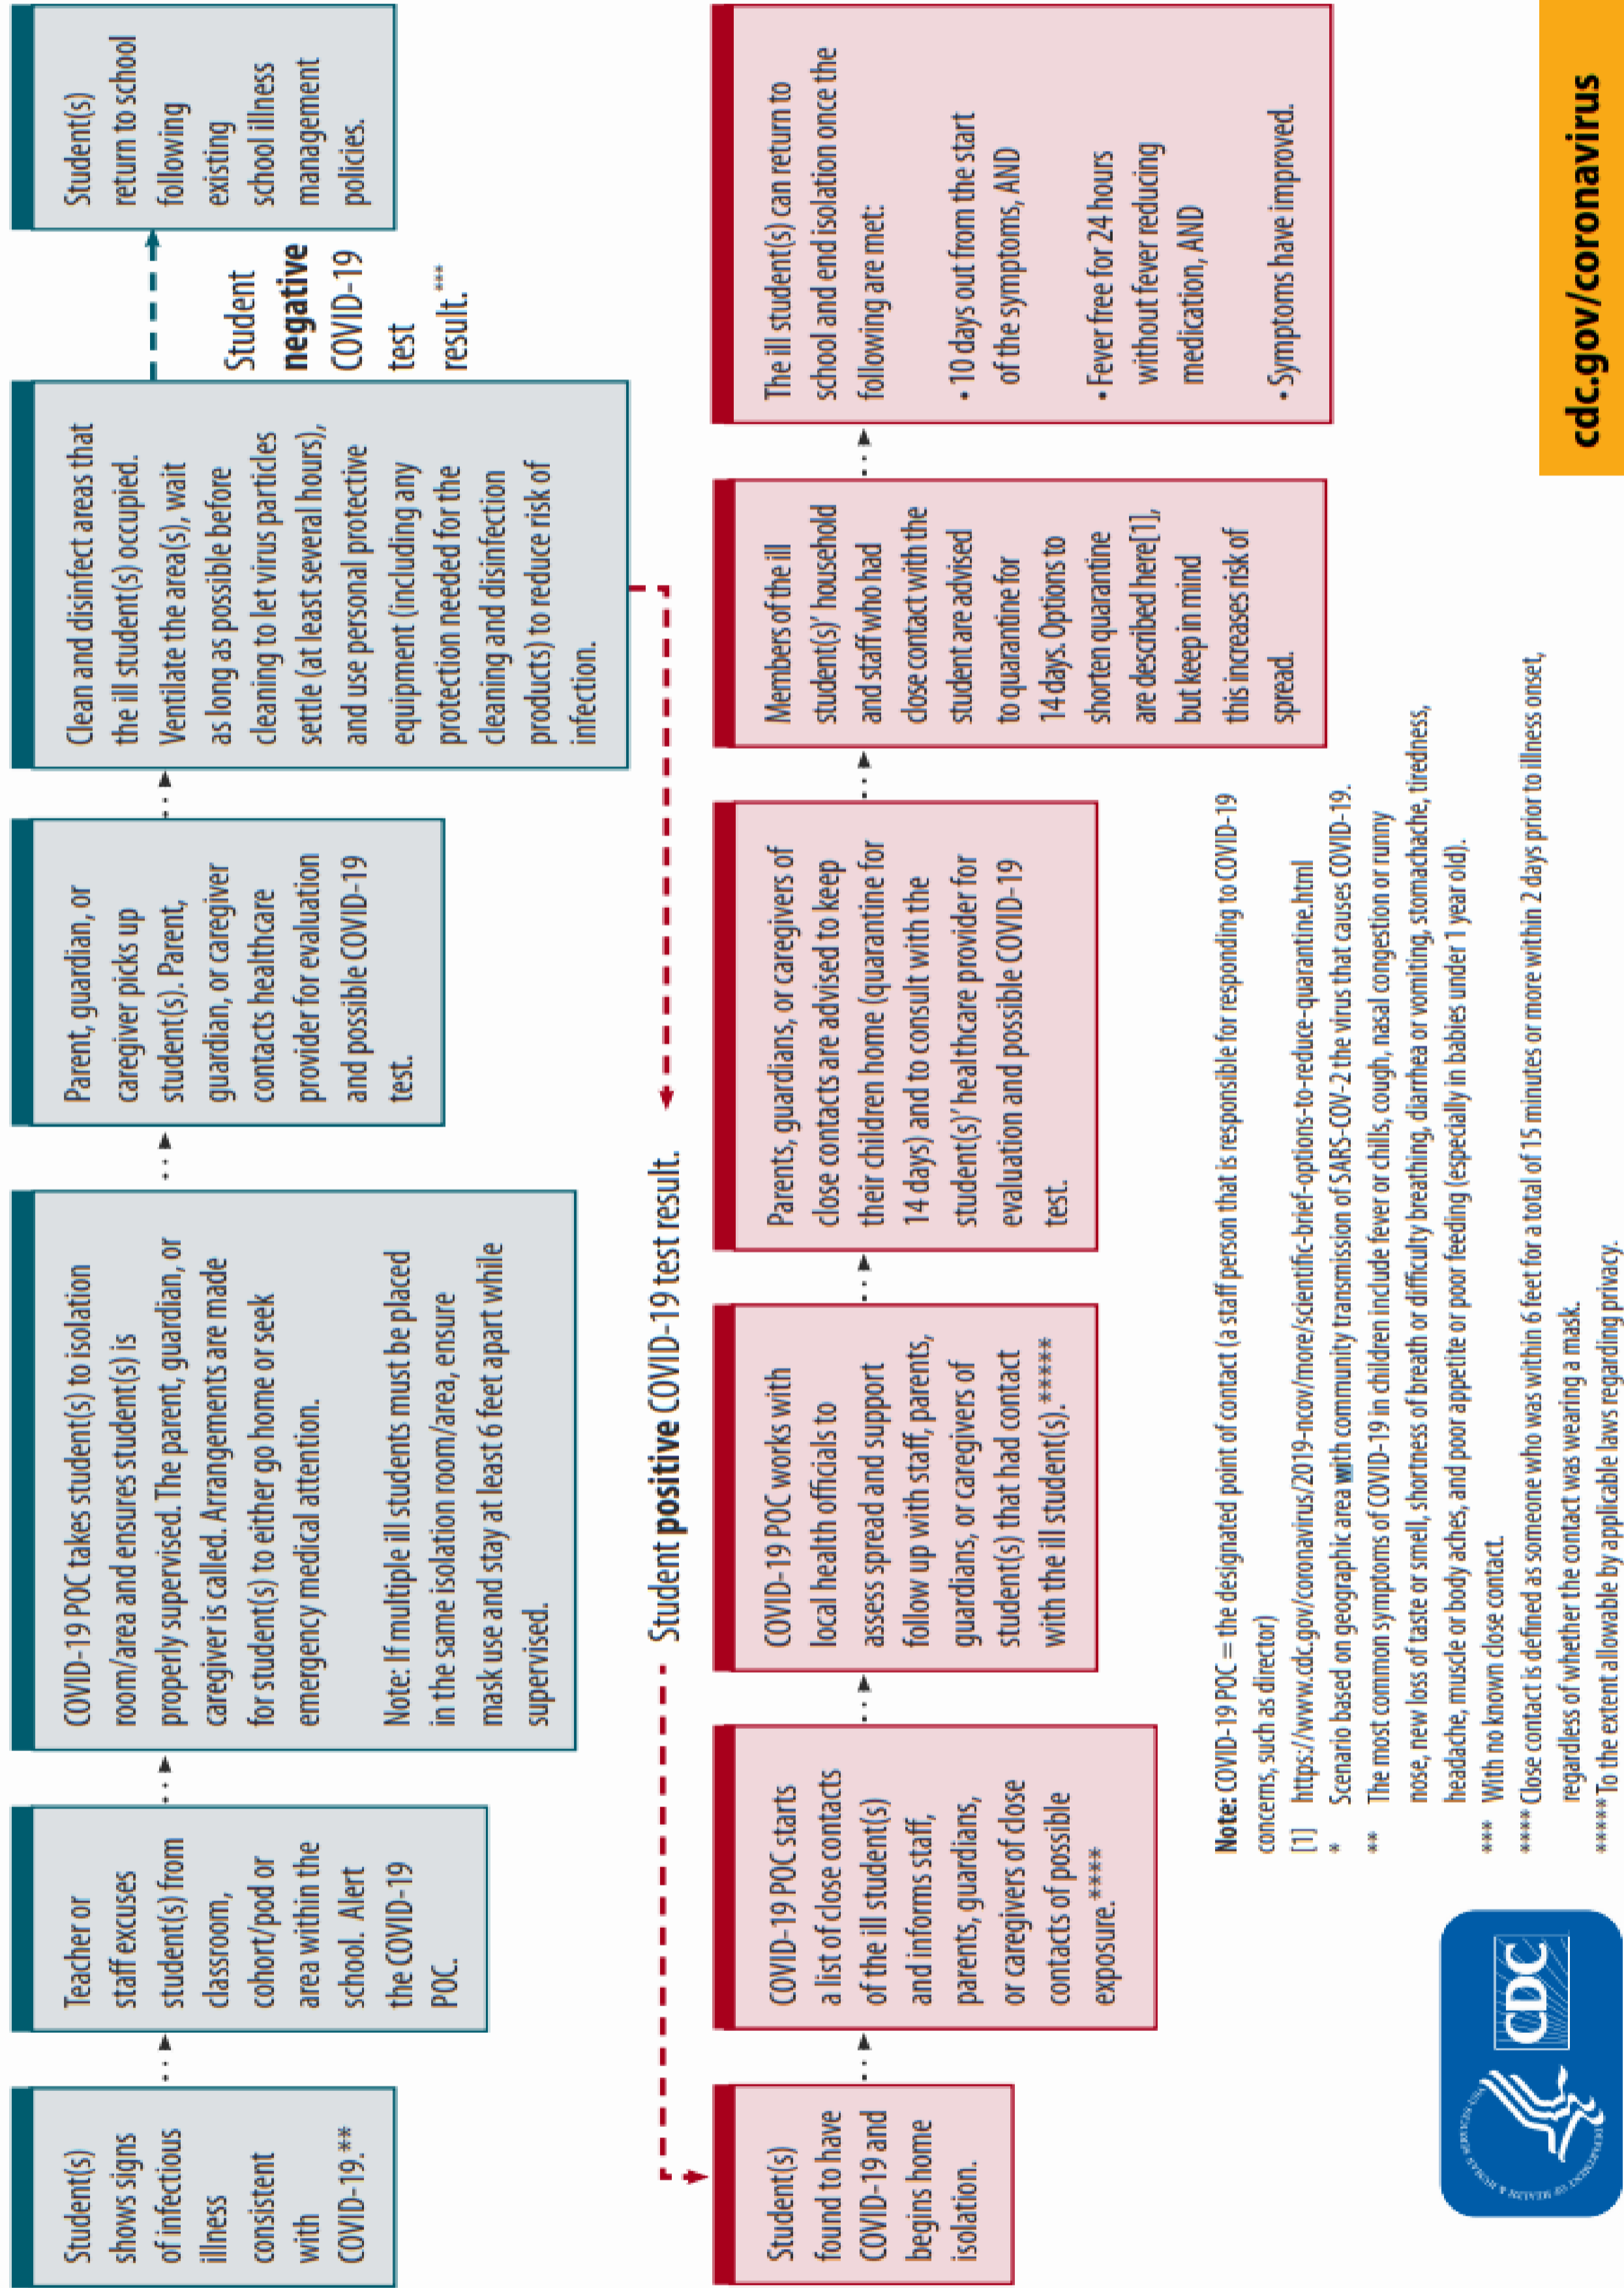 Student(s)
shows signs
of infectious
illness
consistent
with
COVID-19.**
Teacher or
staff excuses
student(s) from
classroom,
cohort/pod or
area within the
school. Alert
the COVID-19
POC.
COVID-19 POC takes student(s) to isolation
room/area and ensures student(s) is
properly supervised. The parent, guardian, or
caregiver is called. Arrangements are made
for student(s) to either go home or seek
emergency medical attention.
Note: If multiple ill students must be placed
in the same isolation room/area, ensure
mask use and stay at least 6 feet apart while
supervised.
Parent, guardian, or
caregiver picks up
student(s). Parent,
guardian, or caregiver
contacts healthcare
provider for evaluation
and possible COVID-19
test.
Clean and disinfect areas that
the ill student(s) occupied.
Ventilate the area(s), wait
as long as possible before
cleaning to let virus particles
settle (at least several hours),
and use personal protective
equipment (including any
protection needed for the
cleaning and disinfection
products) to reduce risk of
infection.
Student
negative
COVID-19
test
result.***
Student(s)
return to school
following
existing
school illness
management
policies.
Student positive COVID-19 test result.
Student(s)
found to have
COVID-19 and
begins home
isolation.
COVID-19 POC starts
a list of close contacts
of the ill student(s)
and informs staff,
parents, guardians,
or caregivers of close
contacts of possible
exposure.****
COVID-19 POC works with
local health officials to
assess spread and support
follow up with staff, parents,
guardians, or caregivers of
student(s) that had contact
with the ill student(s).*****
Parents, guardians, or caregivers of
close contacts are advised to keep
their children home (quarantine for
14 days) and to consult with the
student(s)' healthcare provider for
evaluation and possible COVID-19
test.
Members of the ill
student(s)' household
and staff who had
close contact with the
student are advised
to quarantine for
14 days. Options to
shorten quarantine
are described here[1],
but keep in mind
this increases risk of
spread.
The ill student(s) can return to
school and end isolation once the
following are met:
• 10 days out from the start
of the symptoms, AND
• Fever free for 24 hours
without fever reducing
medication, AND
• Symptoms have improved.
Note: COVID-19 POC = the designated point of contact (a staff person that is responsible for responding to COVID-19
concerns, such as director)
[1] https://www.cdc.gov/coronavirus/2019-ncov/more/scientific-brief-options-to-reduce-quarantine.html
* Scenario based on geographic area with community transmission of SARS-COV-2 the virus that causes COVID-19.
** The most common symptoms of COVID-19 in children include fever or chills, cough, nasal congestion or runny
nose, new loss of taste or smell, shortness of breath or difficulty breathing, diarrhea or vomiting, stomachache, tiredness,
headache, muscle or body aches, and poor appetite or poor feeding (especially in babies under 1 year old).
*** With no known close contact.
**** Close contact is defined as someone who was within 6 feet for a total of 15 minutes or more within 2 days prior to illness onset,
regardless of whether the contact was wearing a mask.
***** To the extent allowable by applicable laws regarding privacy.
DEPARTMENT OF HEALTH & HUMAN SERVICES USA
CDC
cdc.gov/coronavirus